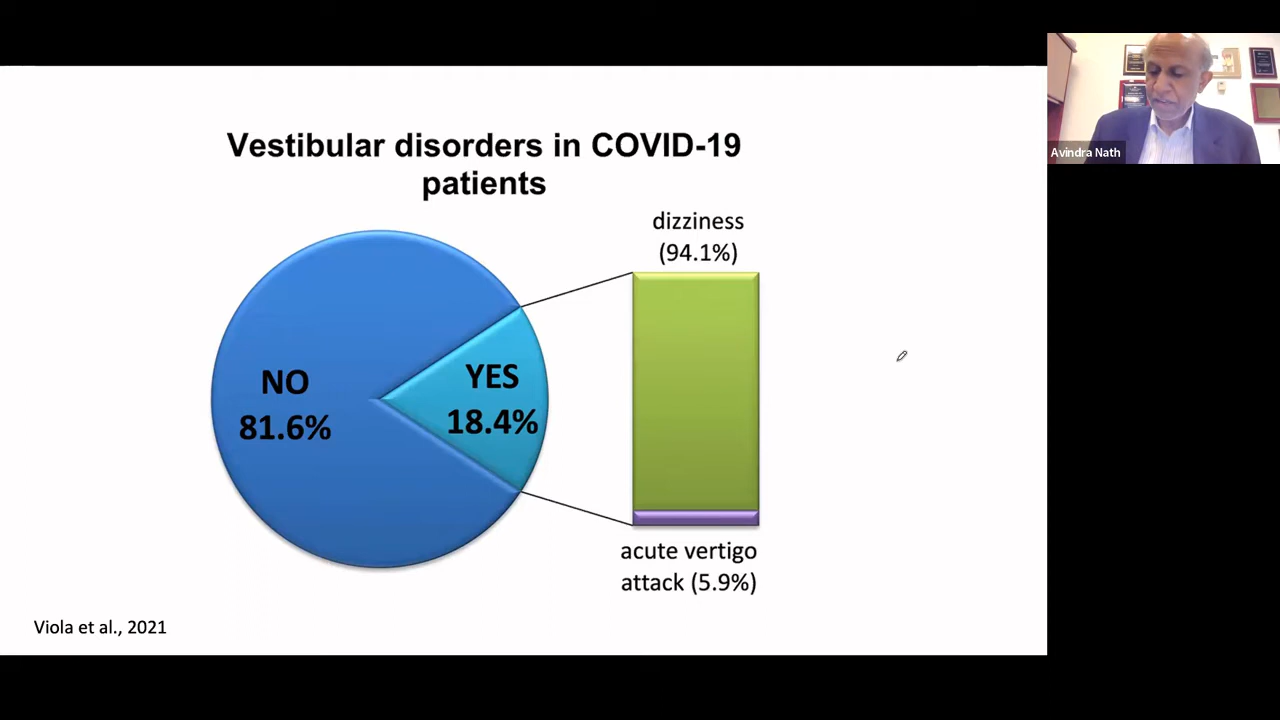 Vestibular disorders in COVID-19
patients
dizziness
(94.1%)
NO
81.6%
YES
18.4%
acute vertigo
attack (5.9%)
Viola et al., 2021
Avindra Nath